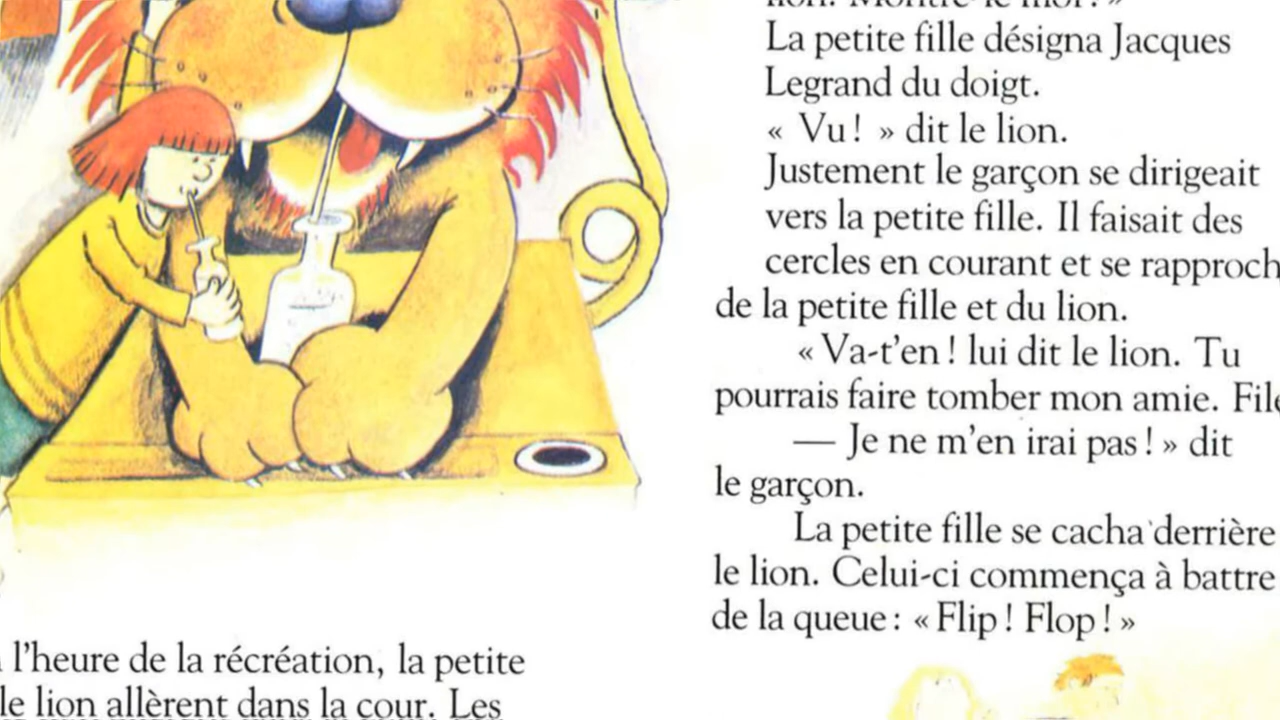 l'heure de la récréation, la petite
le lion allèrent dans la cour. Les
lion. Montre-le moi! »
La petite fille désigna Jacques
Legrand du doigt.
« Vu! » dit le lion.
Justement le garçon se dirigeait
vers la petite fille. Il faisait des
cercles en courant et se rapproch
de la petite fille et du lion.
« Va-t'en! lui dit le lion. Tu
pourrais faire tomber mon amie. File
— Je ne m'en irai pas! » dit
le garçon.
La petite fille se cacha derrière
le lion. Celui-ci commença à battre
de la queue: « Flip! Flop! »